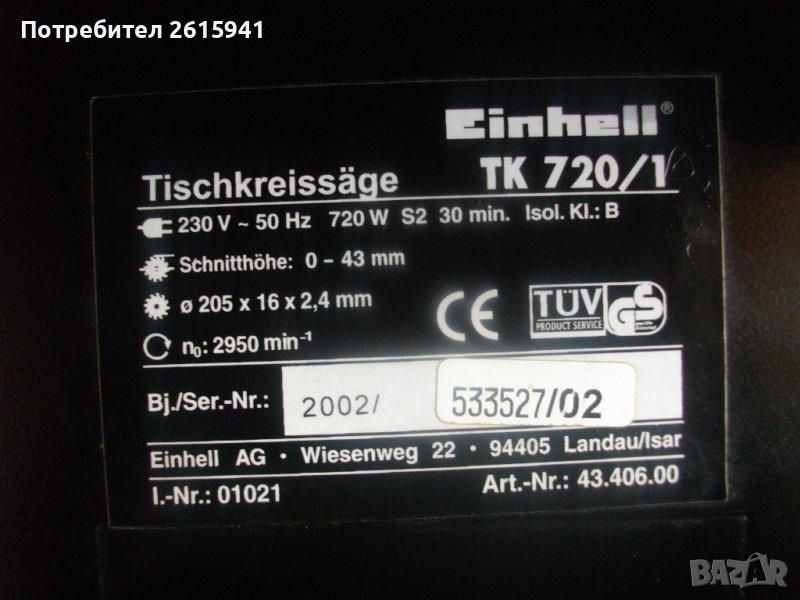 Потребител 2615941
Einhell®
Tischkreissäge TK 720/1
230 V ~ 50 Hz 720 W S2 30 min. Isol. Kl.: B
Schnitthöhe: 0 – 43 mm
ø 205 x 16 x 2,4 mm
n₀: 2950 min⁻¹
CE
TÜV
PRODUCT SERVICE
GS
Bj./Ser.-Nr.: 2002/ 533527/02
Einhell AG · Wiesenweg 22 · 94405 Landau/Isar
I.-Nr.: 01021 Art.-Nr.: 43.406.00
BAZAR